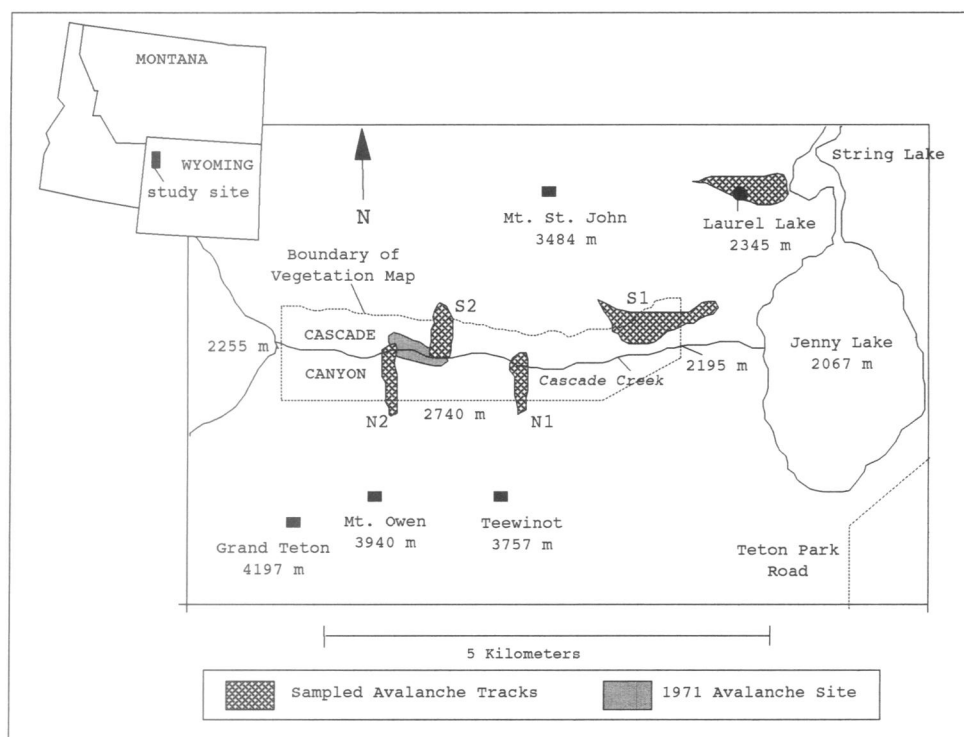 MONTANA
WYOMING
study site
N
String Lake
Mt. St. John
3484 m
Laurel Lake
2345 m
Boundary of
Vegetation Map
S2
S1
CASCADE
CANYON
2255 m
Cascade Creek
2195 m
Jenny Lake
2067 m
N2
2740 m
N1
Grand Teton
4197 m
Mt. Owen
3940 m
Teewinot
3757 m
Teton Park
Road
5 Kilometers
Sampled Avalanche Tracks
1971 Avalanche Site